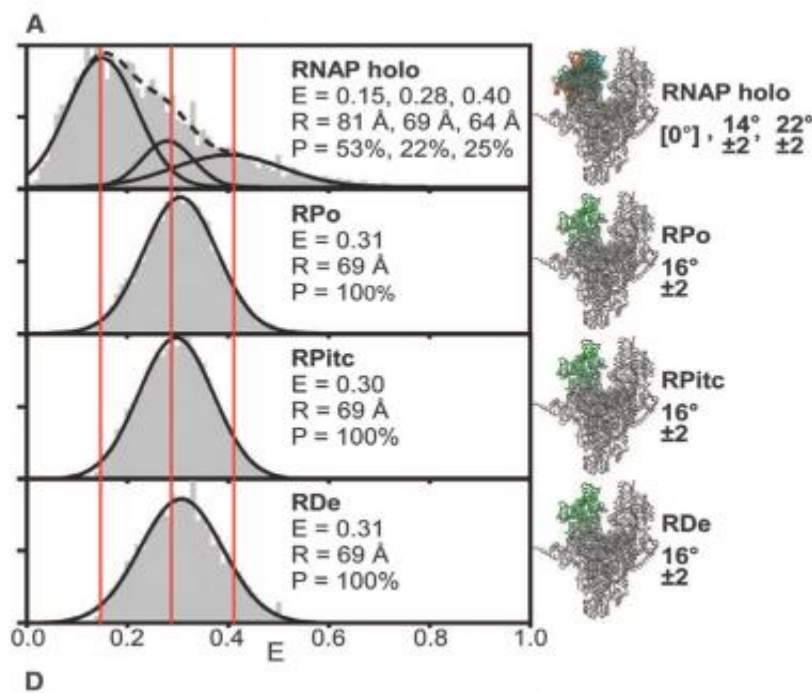 A
RNAP holo
E = 0.15, 0.28, 0.40
R = 81 Å, 69 Å, 64 Å
P = 53%, 22%, 25%
RNAP holo
[0°] , 14° , 22°
±2 ±2
RPo
E = 0.31
R = 69 Å
P = 100%
RPo
16°
±2
RPitc
E = 0.30
R = 69 Å
P = 100%
RPitc
16°
±2
RDe
E = 0.31
R = 69 Å
P = 100%
RDe
16°
±2
0.0 0.2 0.4 0.6 0.8 1.0
E
D